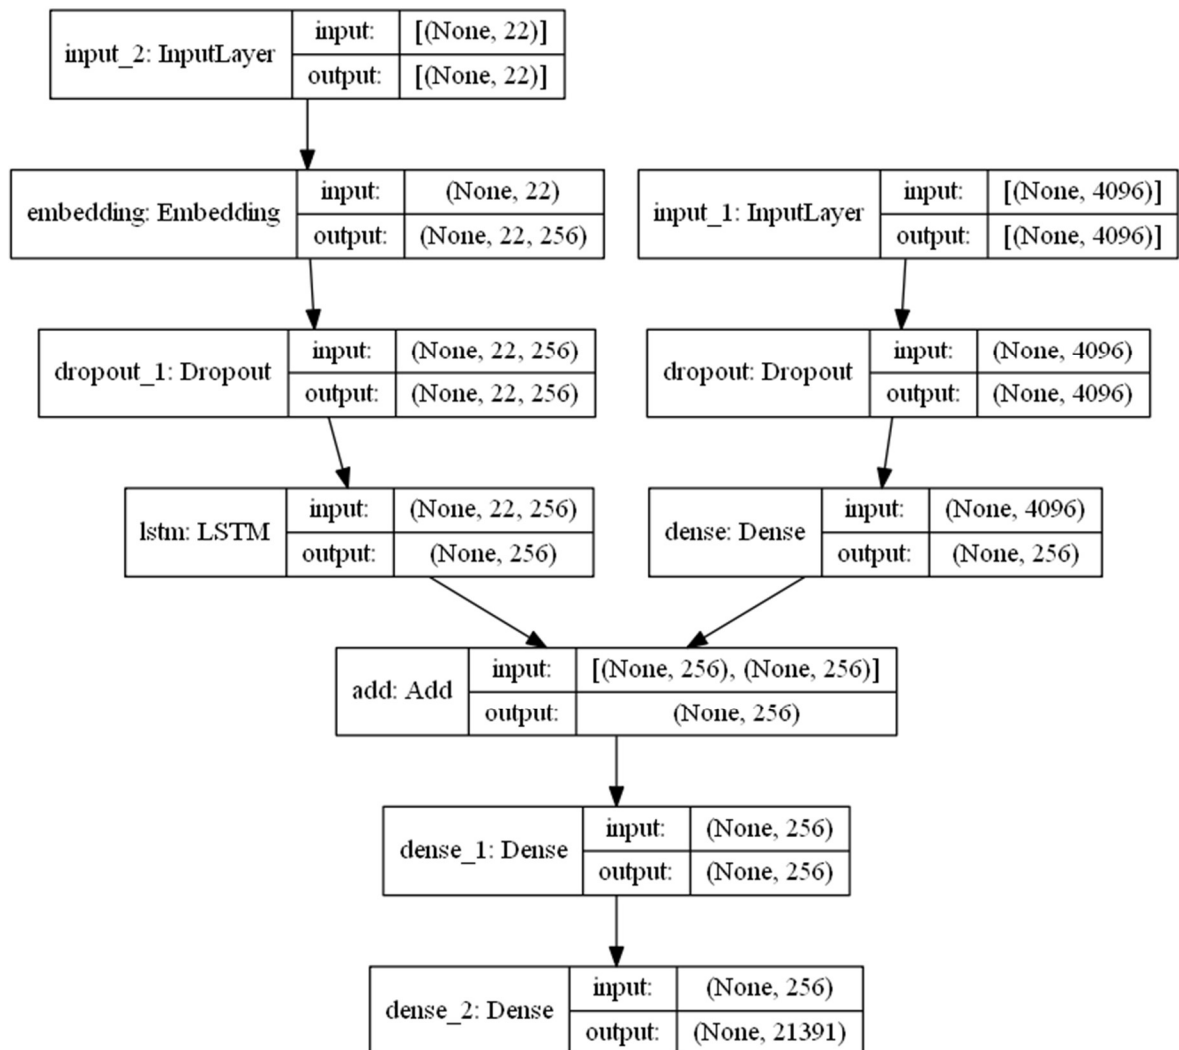 input_2: InputLayer
input: [(None, 22)]
output: [(None, 22)]
embedding: Embedding
input: (None, 22)
output: (None, 22, 256)
input_1: InputLayer
input: [(None, 4096)]
output: [(None, 4096)]
dropout_1: Dropout
input: (None, 22, 256)
output: (None, 22, 256)
dropout: Dropout
input: (None, 4096)
output: (None, 4096)
lstm: LSTM
input: (None, 22, 256)
output: (None, 256)
dense: Dense
input: (None, 4096)
output: (None, 256)
add: Add
input: [(None, 256), (None, 256)]
output: (None, 256)
dense_1: Dense
input: (None, 256)
output: (None, 256)
dense_2: Dense
input: (None, 256)
output: (None, 21391)